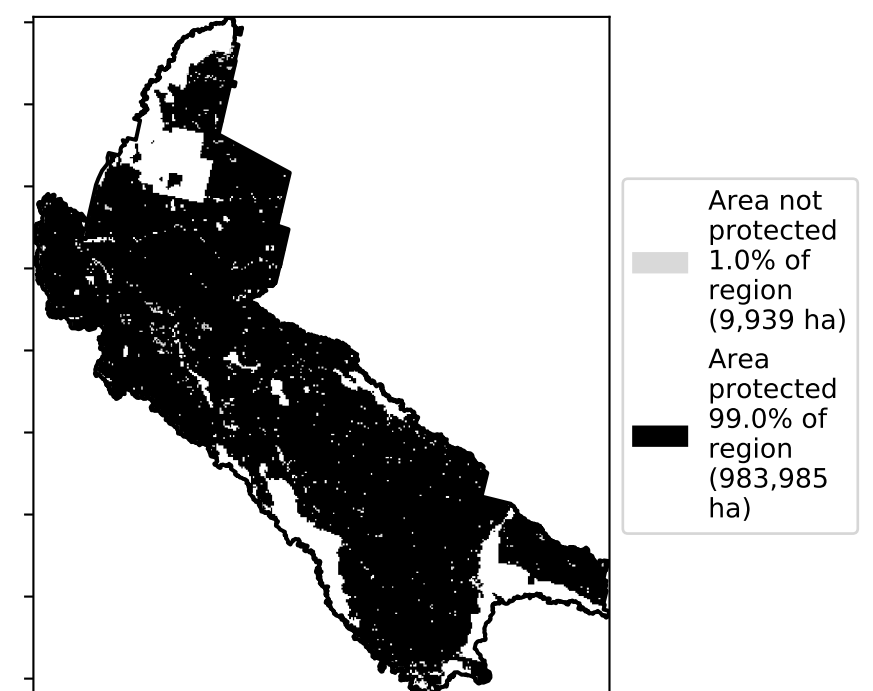 Area not
protected
1.0% of
region
(9,939 ha)
Area
protected
99.0% of
region
(983,985
ha)